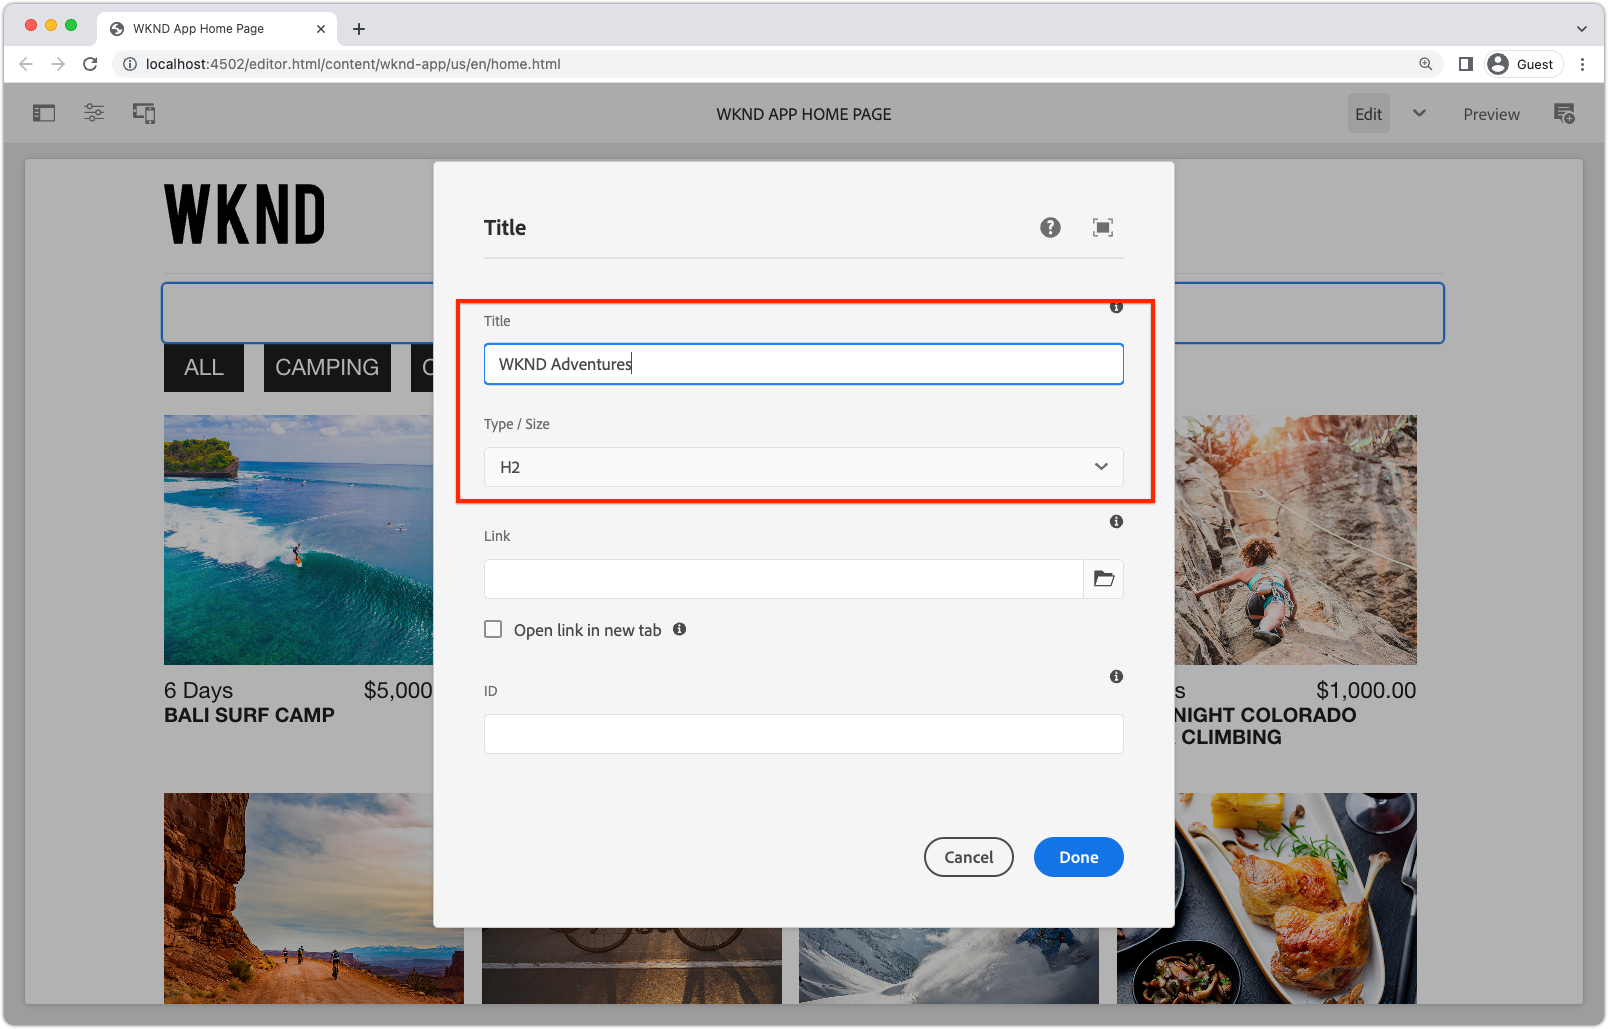 WKND App Home Page
localhost:4502/editor.html/content/wknd-app/us/en/home.html
Guest
WKND APP HOME PAGE
Edit
Preview
WKND
ALL
CAMPING
Title
Title
WKND Adventures
Type / Size
H2
Link
Open link in new tab
ID
Cancel
Done
6 Days
$5,000
BALI SURF CAMP
$1,000.00
NIGHT COLORADO
CLIMBING